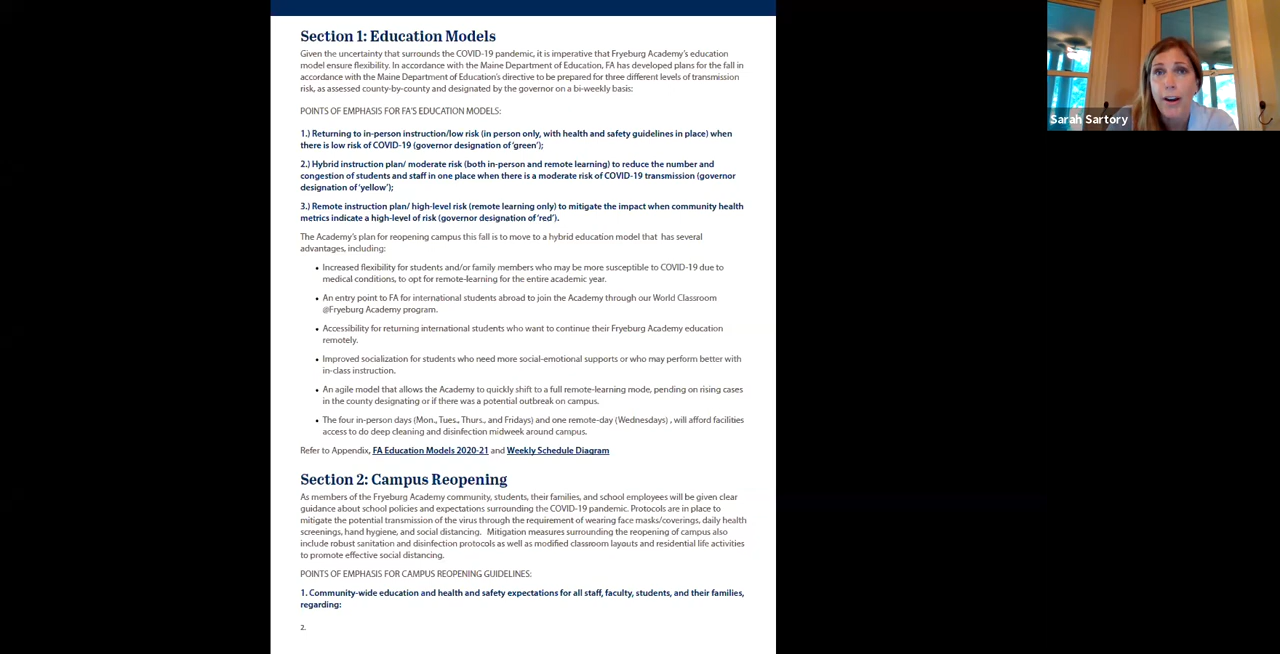 Section 1: Education Models
Given the uncertainty that surrounds the COVID-19 pandemic, it is imperative that Fryeburg Academy's education
model ensure flexibility. In accordance with the Maine Department of Education, FA has developed plans for the fall in
accordance with the Maine Department of Education's directive to be prepared for three different levels of transmission
risk, as assessed county-by-county and designated by the governor on a bi-weekly basis:
POINTS OF EMPHASIS FOR FA'S EDUCATION MODELS:
1.) Returning to in-person instruction/low risk (in person only, with health and safety guidelines in place) when
there is low risk of COVID-19 (governor designation of 'green');
2.) Hybrid instruction plan/ moderate risk (both in-person and remote learning) to reduce the number and
congestion of students and staff in one place when there is a moderate risk of COVID-19 transmission (governor
designation of 'yellow');
3.) Remote instruction plan/ high-level risk (remote learning only) to mitigate the impact when community health
metrics indicate a high-level of risk (governor designation of 'red').
The Academy's plan for reopening campus this fall is to move to a hybrid education model that has several
advantages, including:
• Increased flexibility for students and/or family members who may be more susceptible to COVID-19 due to
medical conditions, to opt for remote-learning for the entire academic year.
• An entry point to FA for international students abroad to join the Academy through our World Classroom
@Fryeburg Academy program.
• Accessibility for returning international students who want to continue their Fryeburg Academy education
remotely.
• Improved socialization for students who need more social-emotional supports or who may perform better with
in-class instruction.
• An agile model that allows the Academy to quickly shift to a full remote-learning mode, pending on rising cases
in the county designating or if there was a potential outbreak on campus.
• The four in-person days (Mon., Tues., Thurs., and Fridays) and one remote-day (Wednesdays) , will afford facilities
access to do deep cleaning and disinfection midweek around campus.
Refer to Appendix, FA Education Models 2020-21 and Weekly Schedule Diagram
Section 2: Campus Reopening
As members of the Fryeburg Academy community, students, their families, and school employees will be given clear
guidance about school policies and expectations surrounding the COVID-19 pandemic. Protocols are in place to
mitigate the potential transmission of the virus through the requirement of wearing face masks/coverings, daily health
screenings, hand hygiene, and social distancing. Mitigation measures surrounding the reopening of campus also
include robust sanitation and disinfection protocols as well as modified classroom layouts and residential life activities
to promote effective social distancing.
POINTS OF EMPHASIS FOR CAMPUS REOPENING GUIDELINES:
1. Community-wide education and health and safety expectations for all staff, faculty, students, and their families,
regarding:
2.
Sarah Sartory